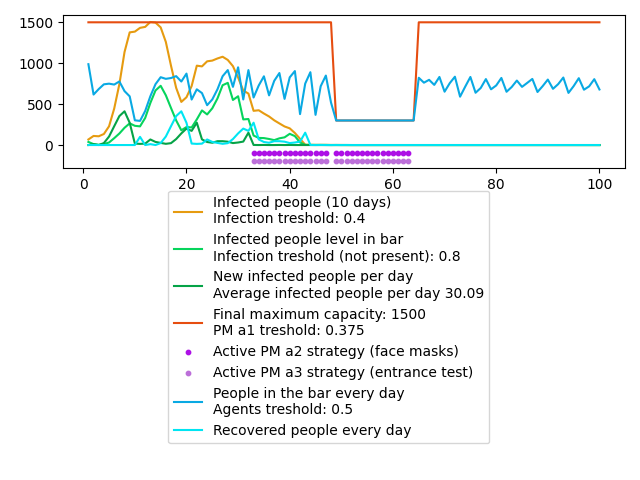 1500
1000
500
0
0 20 40 60 80 100
Infected people (10 days)
Infection treshold: 0.4
Infected people level in bar
Infection treshold (not present): 0.8
New infected people per day
Average infected people per day 30.09
Final maximum capacity: 1500
PM a1 treshold: 0.375
Active PM a2 strategy (face masks)
Active PM a3 strategy (entrance test)
People in the bar every day
Agents treshold: 0.5
Recovered people every day